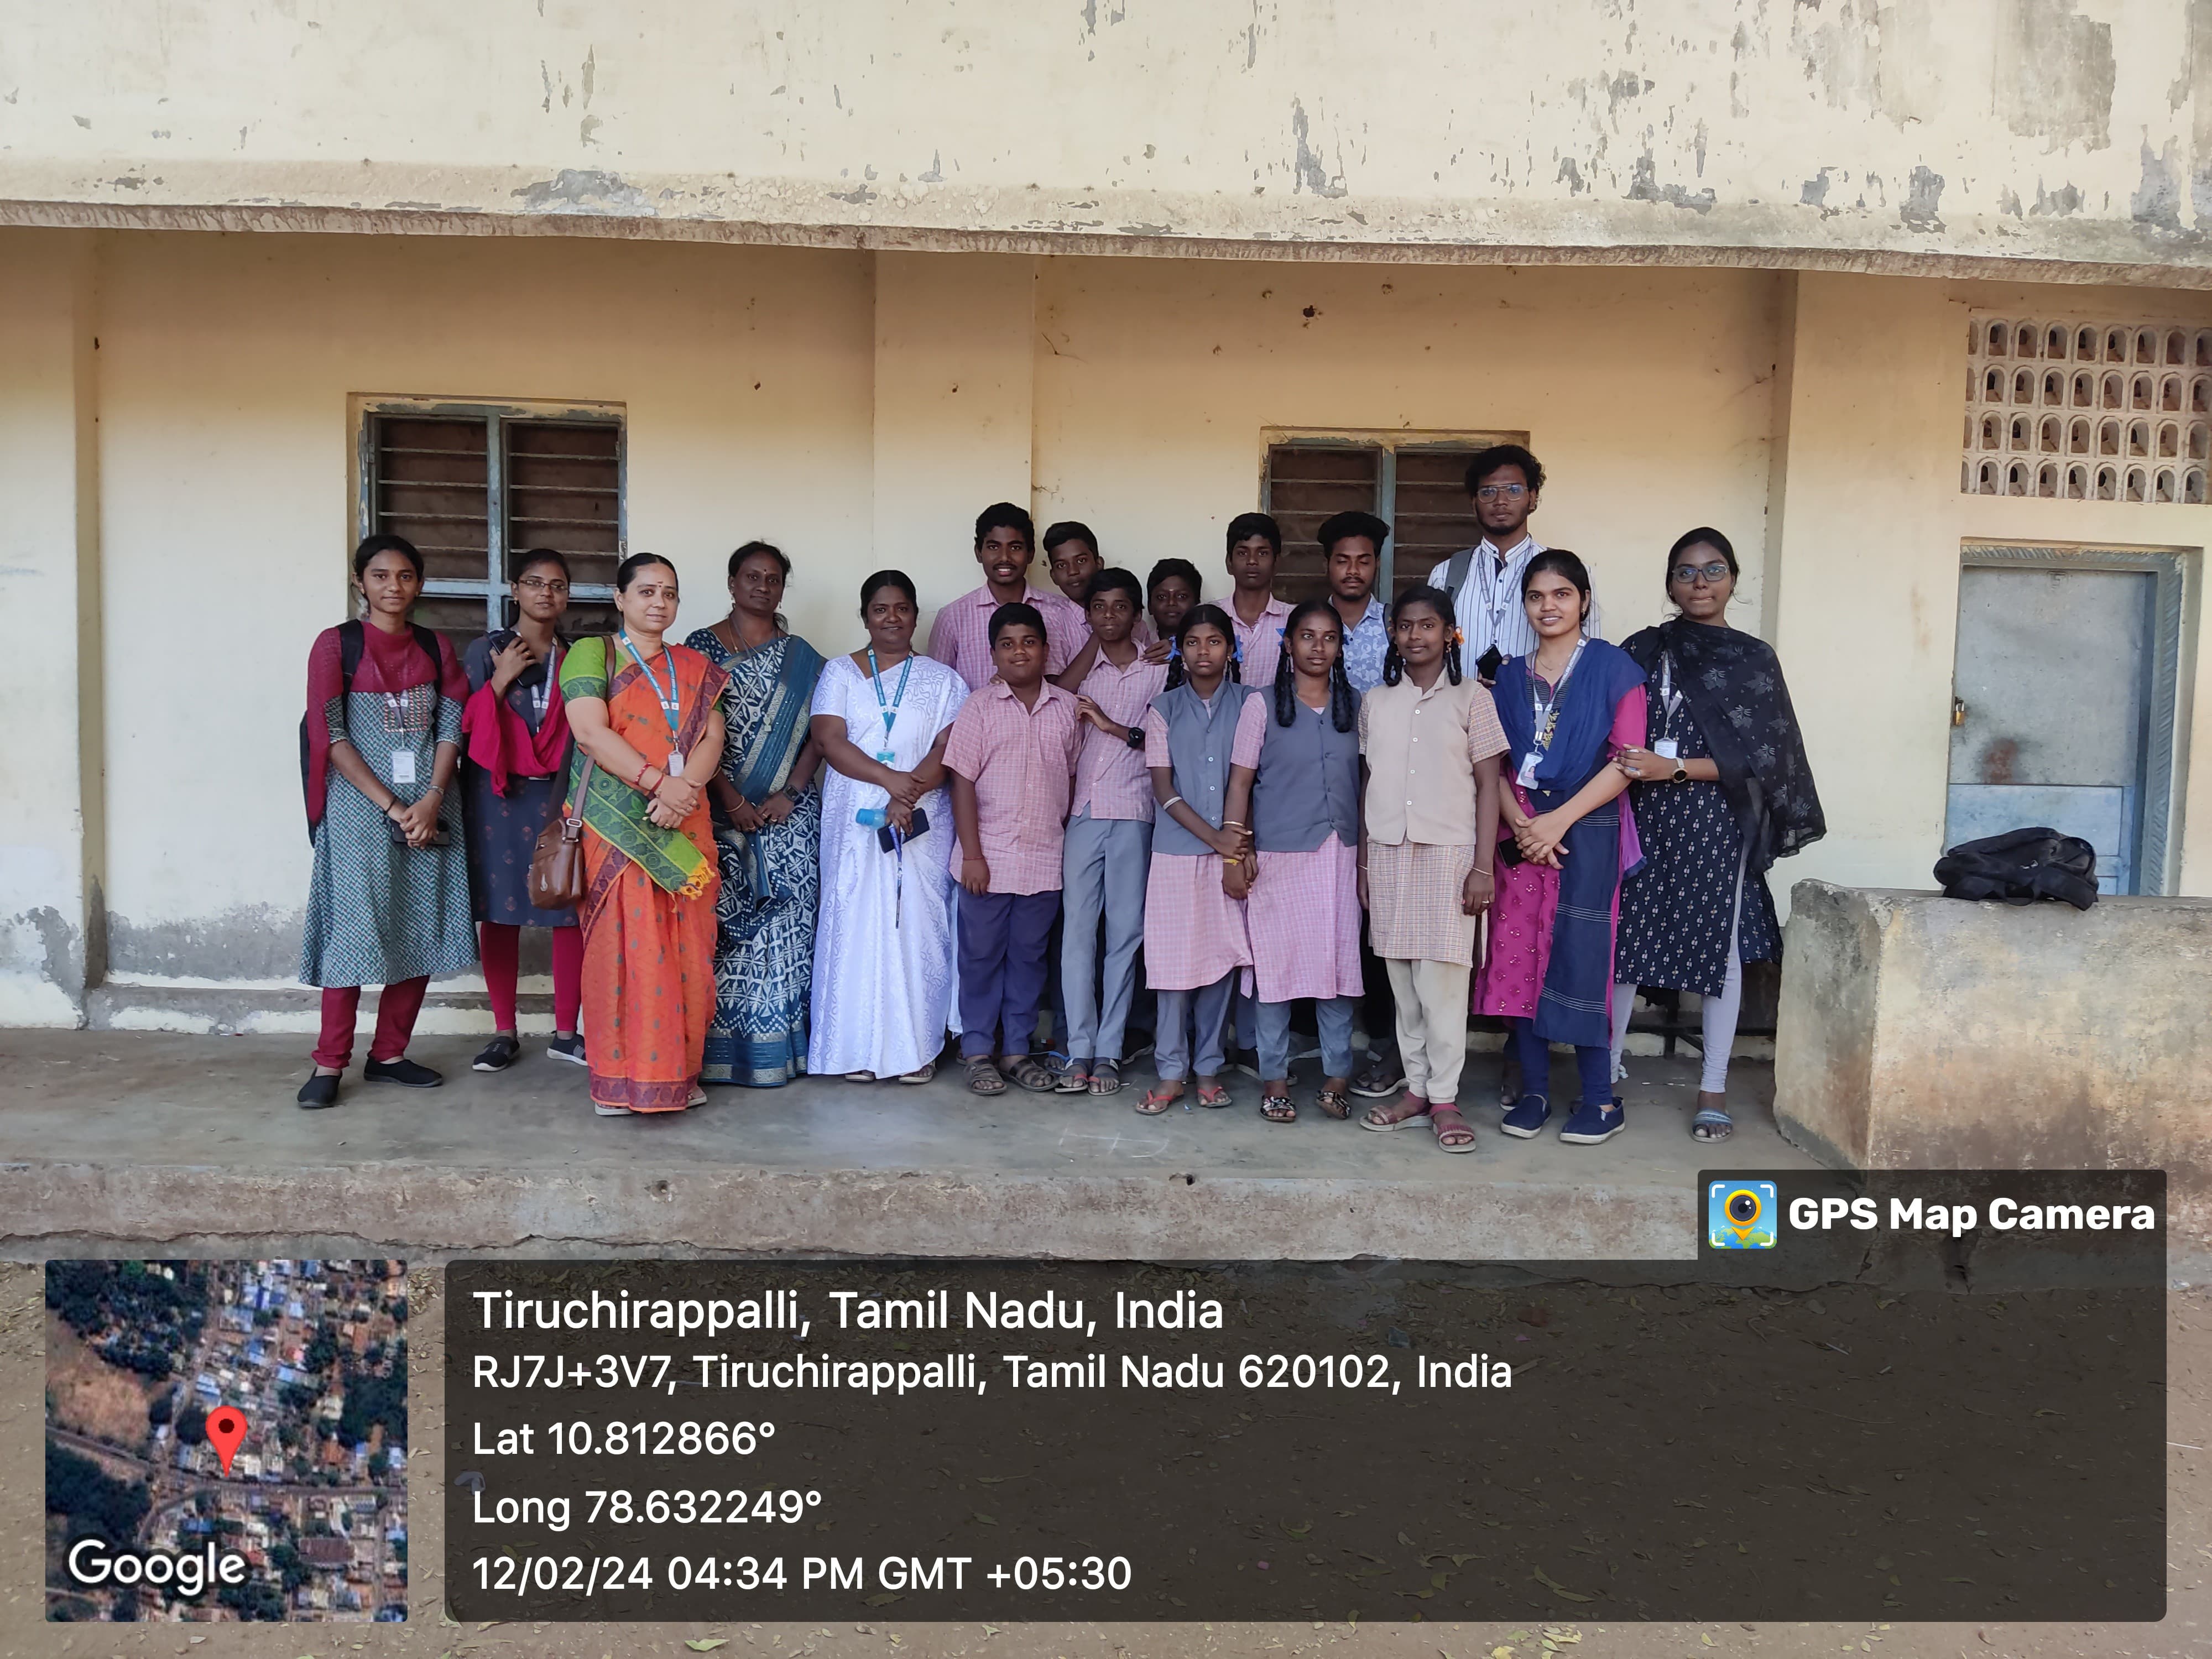 GPS Map Camera
Tiruchirappalli, Tamil Nadu, India
RJ7J+3V7, Tiruchirappalli, Tamil Nadu 620102, India
Lat 10.812866°
Long 78.632249°
12/02/24 04:34 PM GMT +05:30
Google